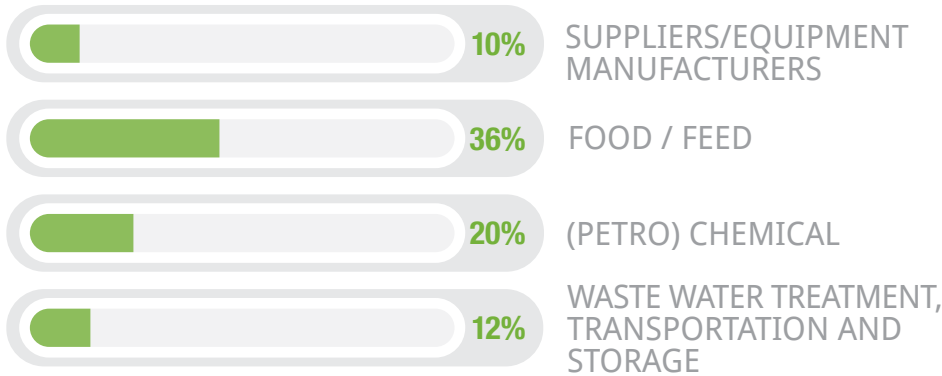 10% SUPPLIERS/EQUIPMENT
MANUFACTURERS
36% FOOD / FEED
20% (PETRO) CHEMICAL
12% WASTE WATER TREATMENT,
TRANSPORTATION AND
STORAGE